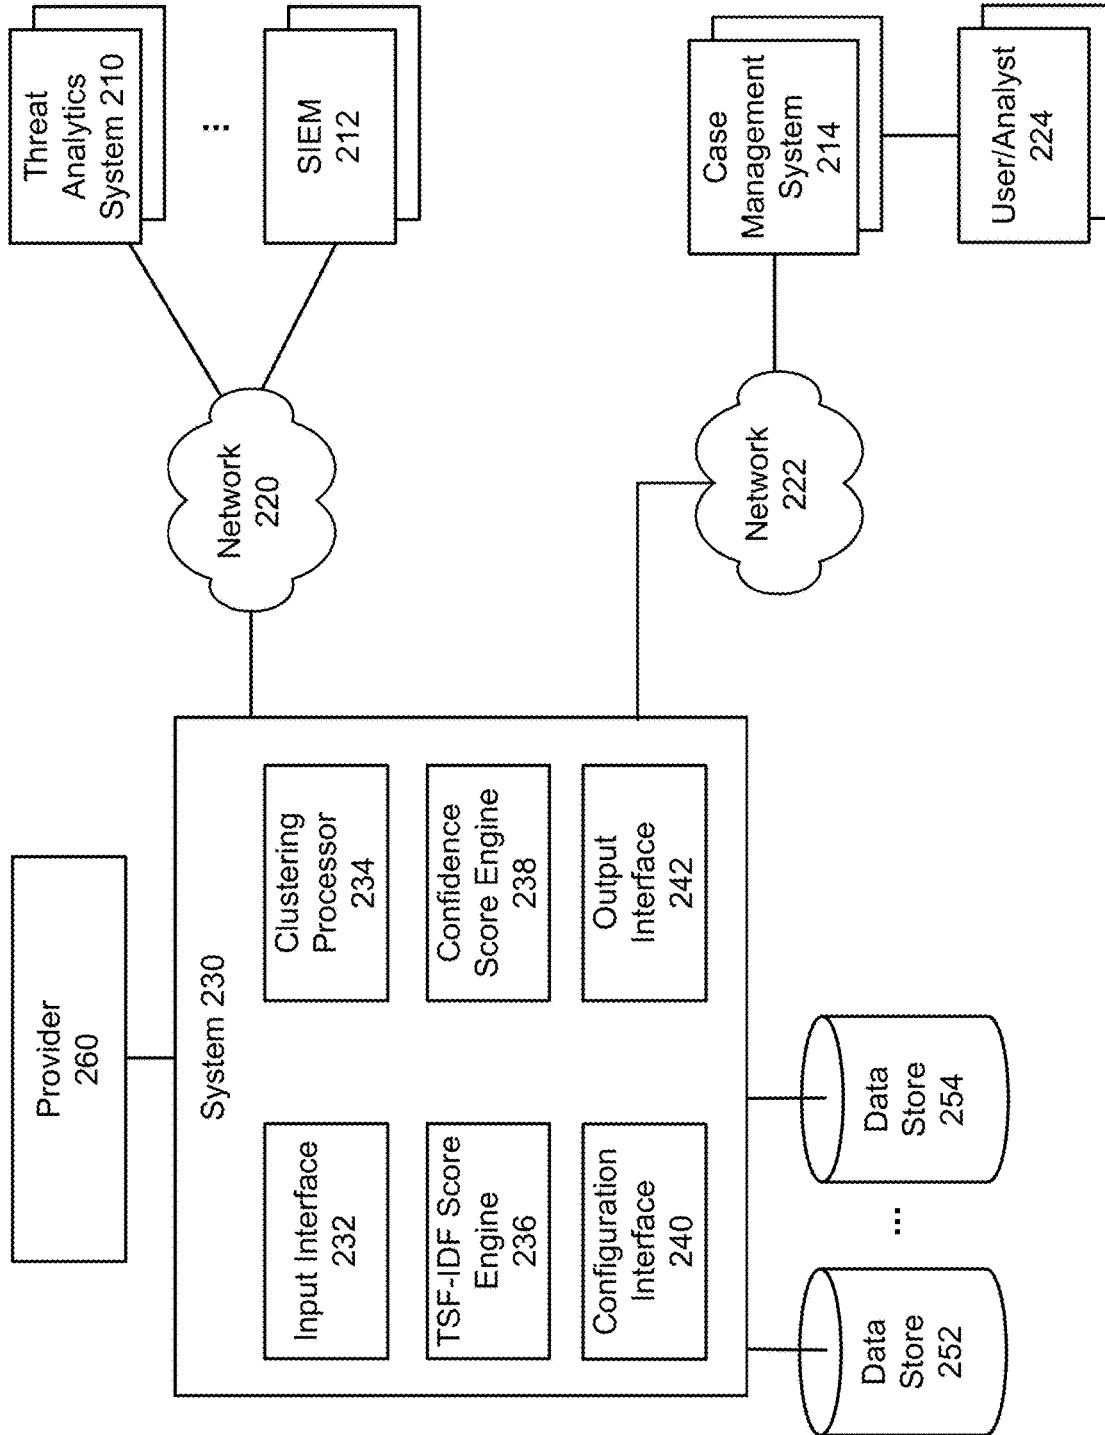 Provider
260
System 230
Input Interface
232
Clustering
Processor
234
TSF-IDF Score
Engine
236
Confidence
Score Engine
238
Configuration
Interface
240
Output
Interface
242
Data
Store
252
...
Data
Store
254
Network
220
Network
222
Threat
Analytics
System 210
...
SIEM
212
Case
Management
System
214
User/Analyst
224